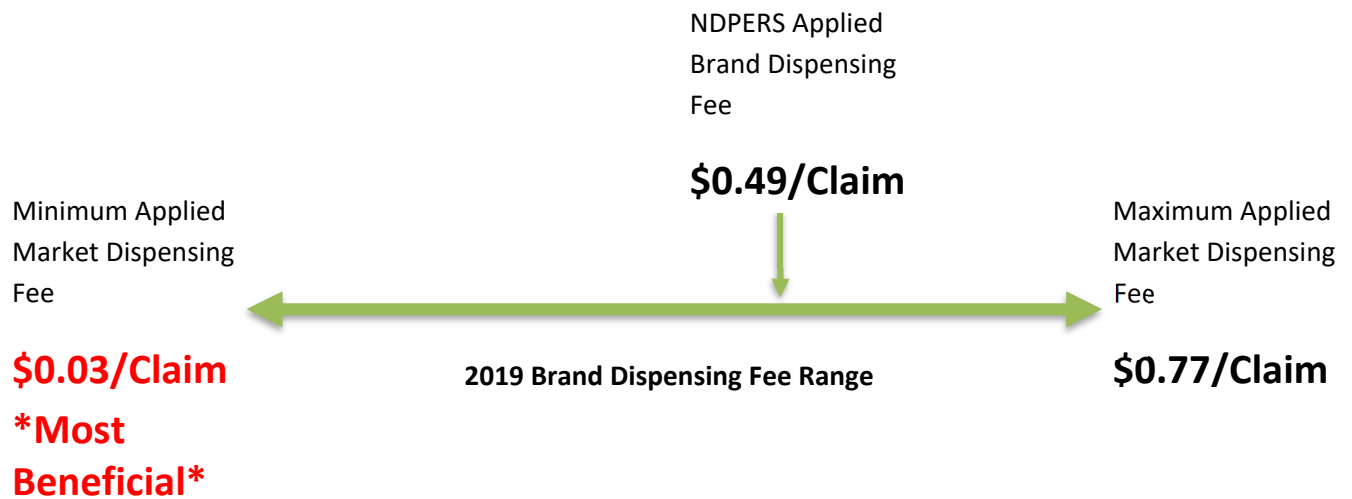 NDPERS Applied
Brand Dispensing
Fee
$0.49/Claim
Minimum Applied
Market Dispensing
Fee
$0.03/Claim
*Most
Beneficial*
2019 Brand Dispensing Fee Range
Maximum Applied
Market Dispensing
Fee
$0.77/Claim